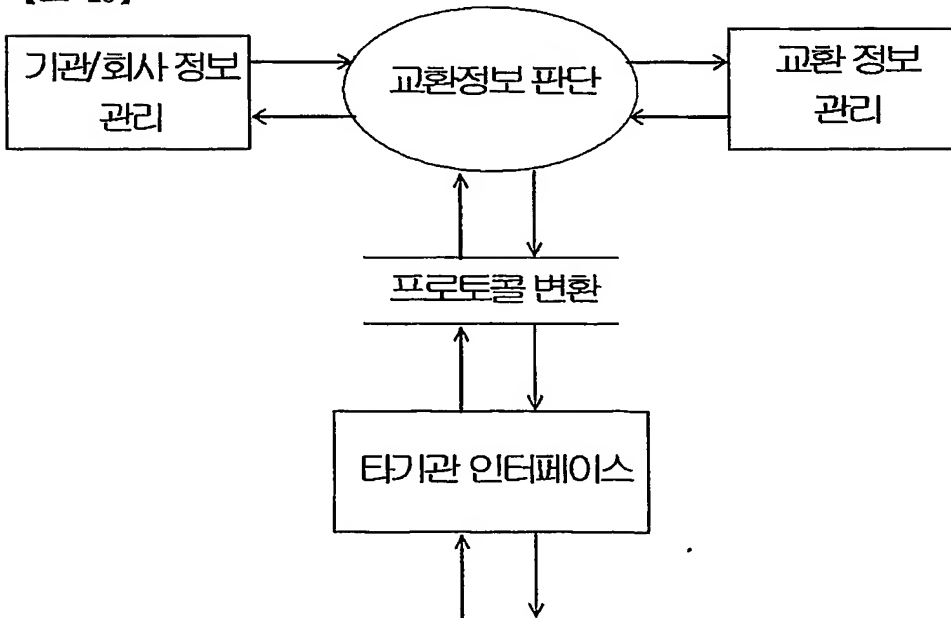 기관/회사 정보
관리
교환정보 판단
교환 정보
관리
프로토콜 변환
타기관 인터페이스